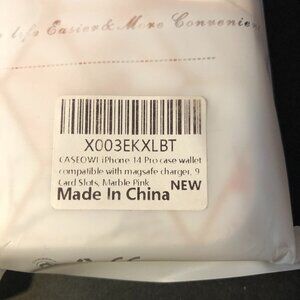 Life Easier & More Convenien
X003EKXLBT
CASEOWL iPhone 14 Pro case wallet
compatible with magsafe charger, 9
Card Slots, Marble Pink
NEW
Made In China